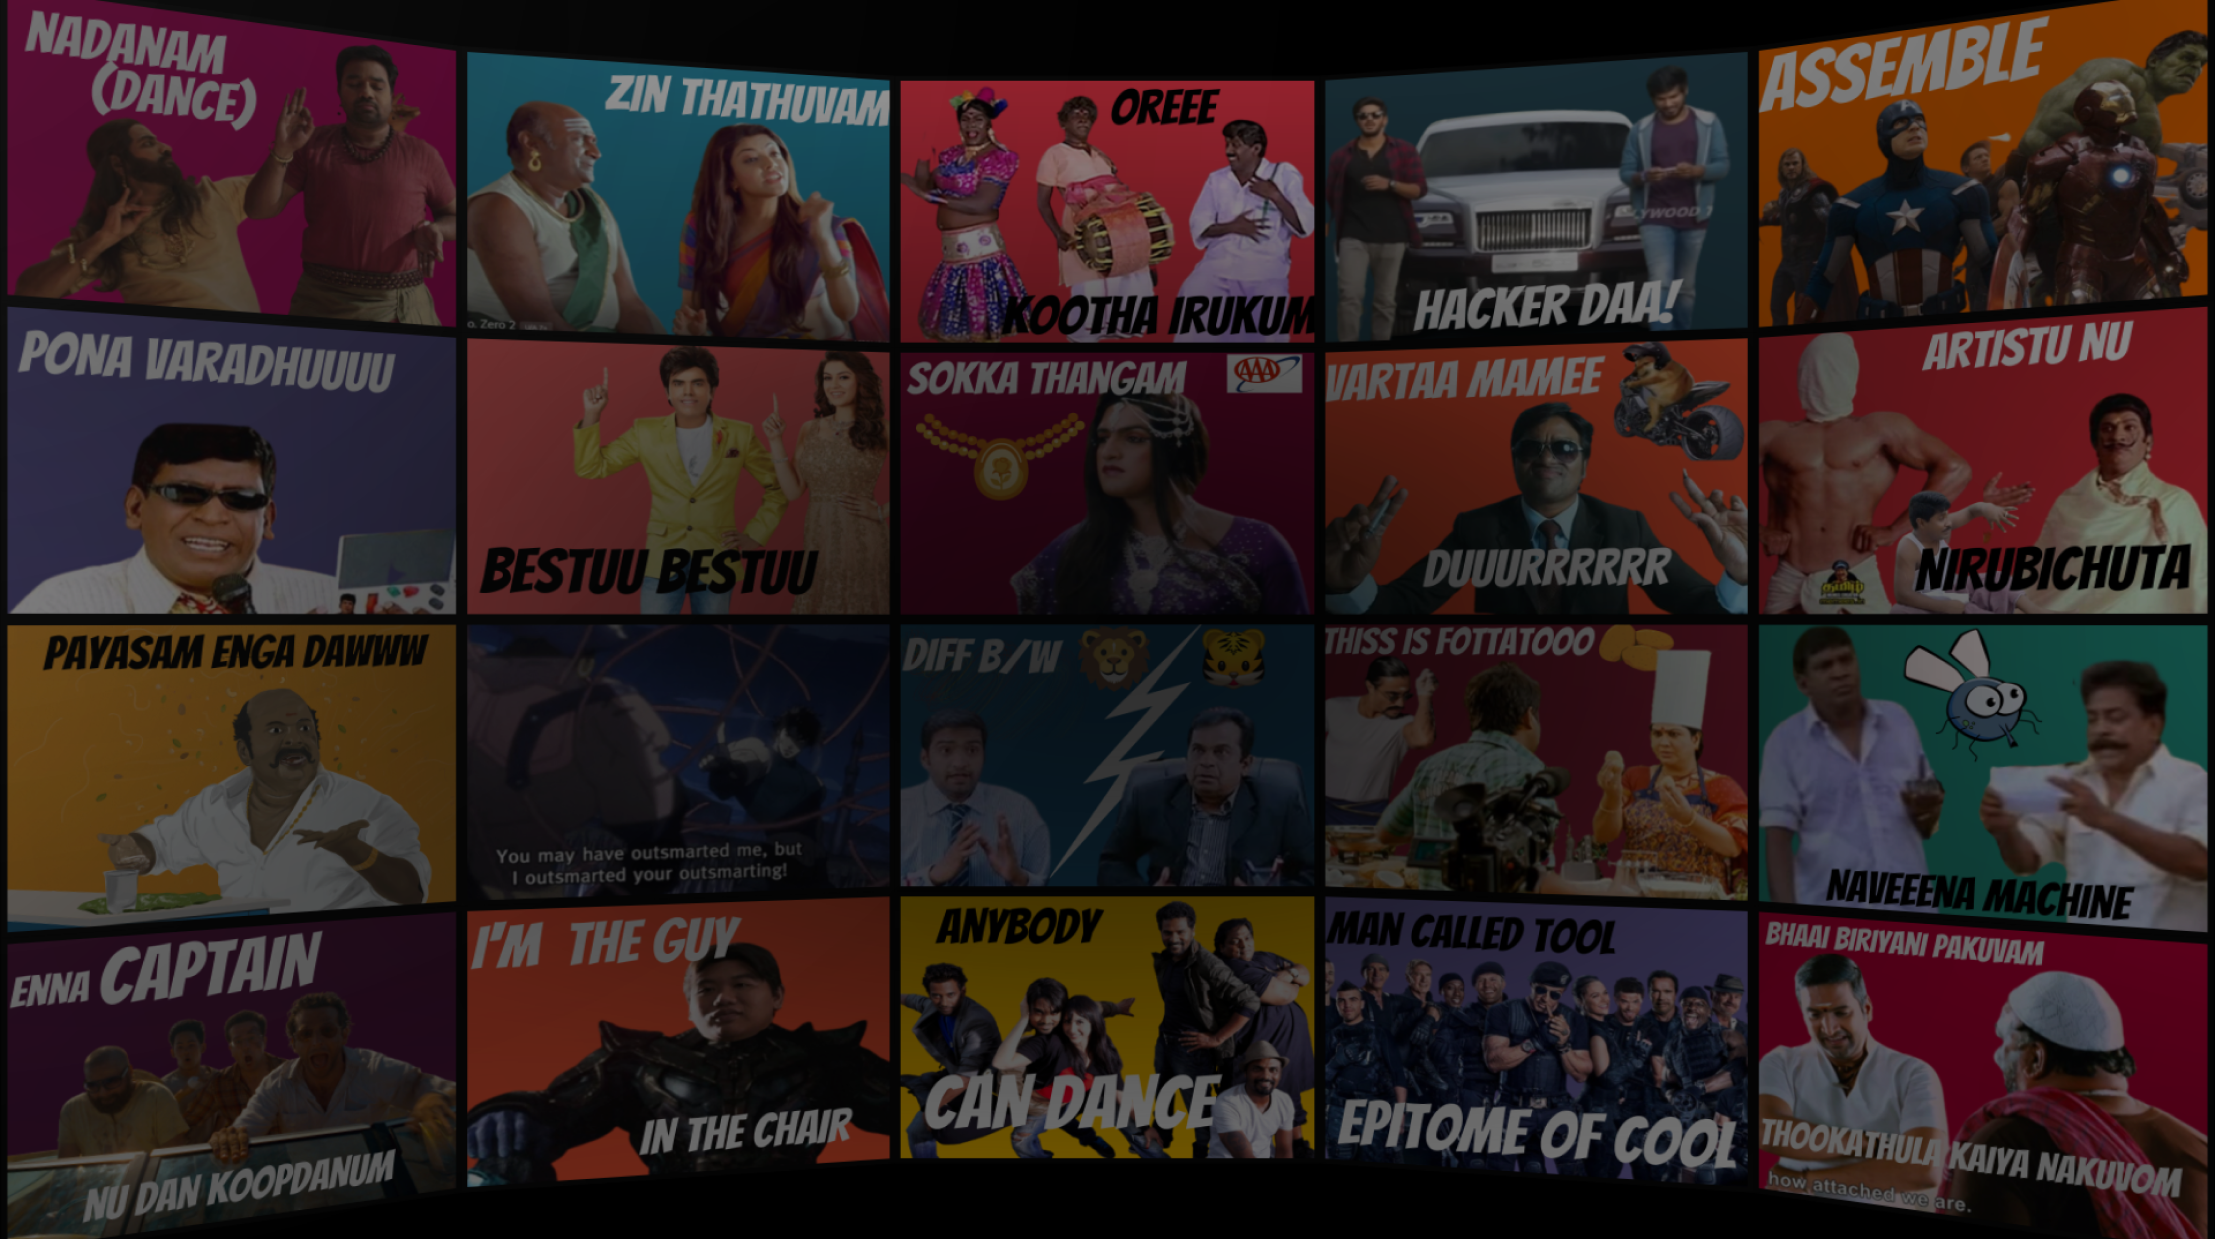 NADANAM
(DANCE)
ZIN THATHUVAM
OREEE
KOOTHA IRUKUM
HACKER DAA!
ASSEMBLE
o. Zero 2
LYWOOD
PONA VARADHUUUU
BESTUU BESTUU
SOKKA THANGAM
AAA
VARTAA MAMEE
DUUURRRRRR
ARTISTU NU
NIRUBICHUTA
தமிழ்
PAYASAM ENGA DAWWW
You may have outsmarted me, but
I outsmarted your outsmarting!
DIFF B/W
THISS IS FOTTATOOO
NAVEEENA MACHINE
ENNA CAPTAIN
NU DAN KOOPDANUM
I'M THE GUY
IN THE CHAIR
ANYBODY
CAN DANCE
MAN CALLED TOOL
EPITOME OF COOL
BHAAI BIRIYANI PAKUVAM
THOOKATHULA KAIYA NAKUVOM
how attached we are.